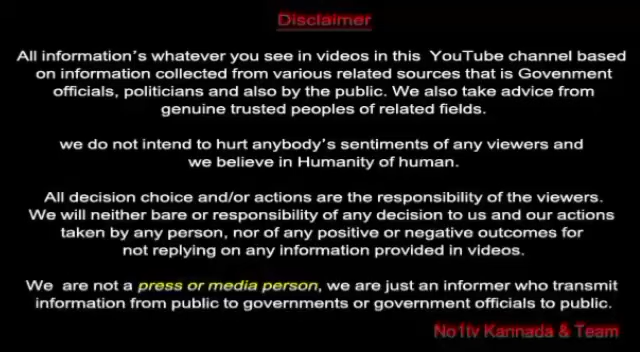 Disclaimer
All information's whatever you see in videos in this YouTube channel based
on information collected from various related sources that is Govenment
officials, politicians and also by the public. We also take advice from
genuine trusted peoples of related fields.
we do not intend to hurt anybody's sentiments of any viewers and
we believe in Humanity of human.
All decision choice and/or actions are the responsibility of the viewers.
We will neither bare or responsibility of any decision to us and our actions
taken by any person, nor of any positive or negative outcomes for
not replying on any information provided in videos.
We are not a press or media person, we are just an informer who transmit
information from public to governments or government officials to public.
No1tv Kannada & Team